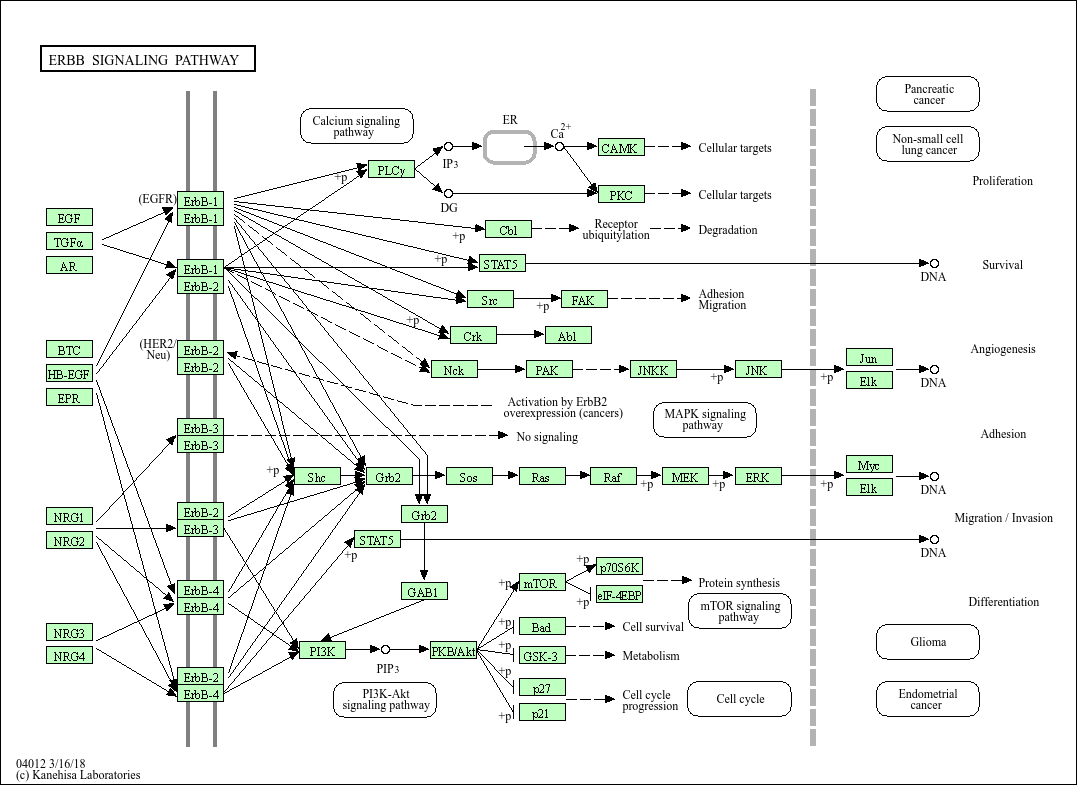 ERBB SIGNALING PATHWAY
Calcium signaling
pathway
ER
Ca2+
IP3
DG
+p
PLCγ
CAMK
Cellular targets
PKC
Cellular targets
Pancreatic
cancer
Non-small cell
lung cancer
Proliferation
Survival
Angiogenesis
Adhesion
Migration / Invasion
Differentiation
Glioma
Endometrial
cancer
EGF
TGFα
AR
BTC
HB-EGF
EPR
NRG1
NRG2
NRG3
NRG4
(EGFR)
ErbB-1
ErbB-1
ErbB-1
ErbB-2
(HER2/
Neu)
ErbB-2
ErbB-2
ErbB-3
ErbB-3
ErbB-2
ErbB-3
ErbB-4
ErbB-4
ErbB-2
ErbB-4
+p
Cbl
Receptor
ubiquitylation
Degradation
+p
STAT5
DNA
Src
+p
FAK
Adhesion
Migration
+p
Crk
Abl
Nck
PAK
JNKK
+p
JNK
+p
Jun
Elk
DNA
Activation by ErbB2
overexpression (cancers)
No signaling
MAPK signaling
pathway
+p
Shc
Grb2
Sos
Ras
Raf
+p
MEK
+p
ERK
+p
Myc
Elk
DNA
Grb2
STAT5
+p
DNA
GAB1
PI3K
PIP3
PKB/Akt
PI3K-Akt
signaling pathway
+p
mTOR
+p
p70S6K
+p
eIF-4EBP
Protein synthesis
mTOR signaling
pathway
+p
Bad
Cell survival
+p
GSK-3
Metabolism
+p
p27
+p
p21
Cell cycle
progression
Cell cycle
04012 3/16/18
(c) Kanehisa Laboratories